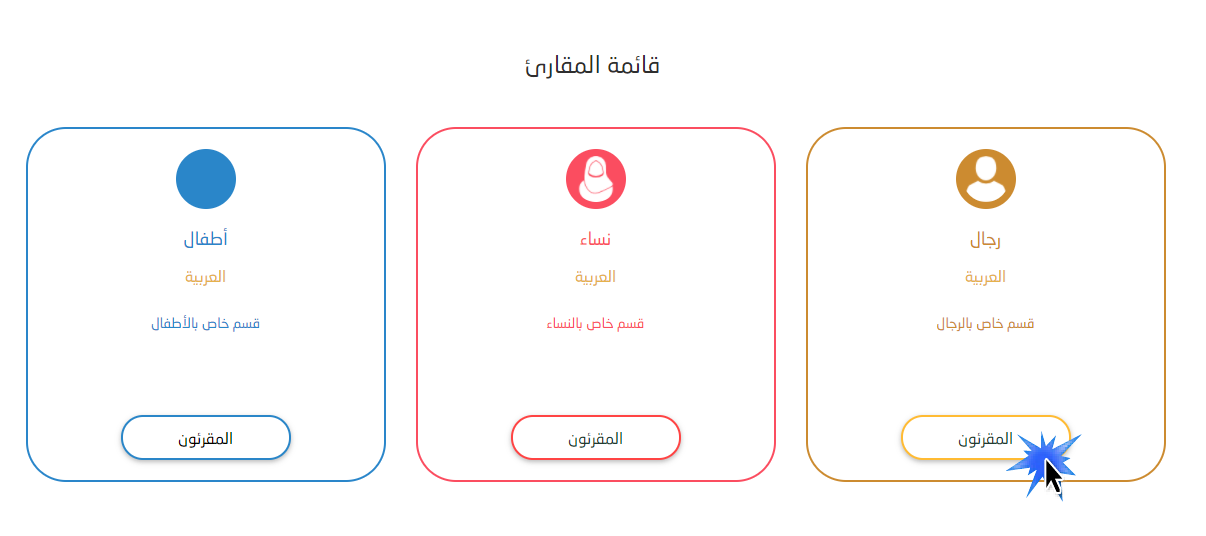 قائمة المقارئ
رجال
العربية
قسم خاص بالرجال
المقرئون
نساء
العربية
قسم خاص بالنساء
المقرئون
أطفال
العربية
قسم خاص بالأطفال
المقرئون